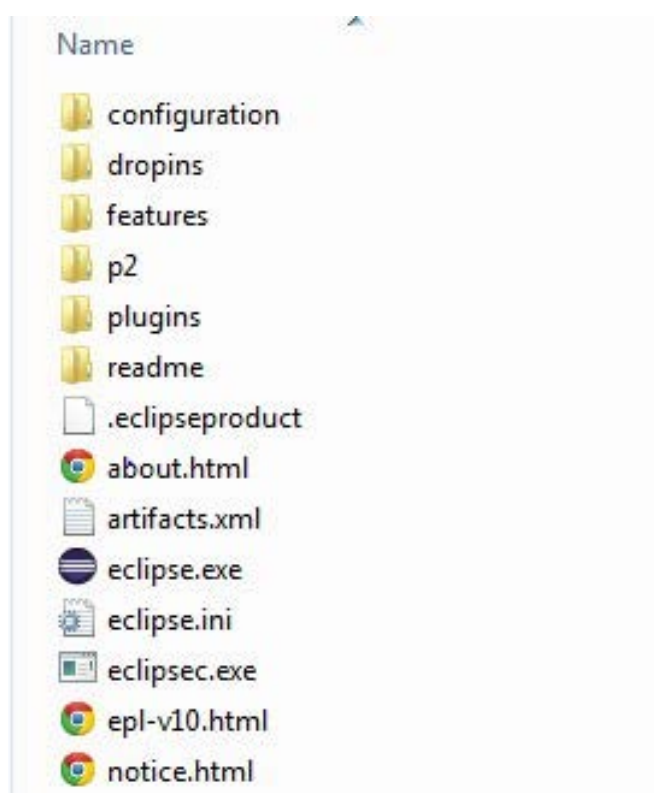 Name
configuration
dropins
features
p2
plugins
readme
.eclipseproduct
about.html
artifacts.xml
eclipse.exe
eclipse.ini
eclipsec.exe
epl-v10.html
notice.html